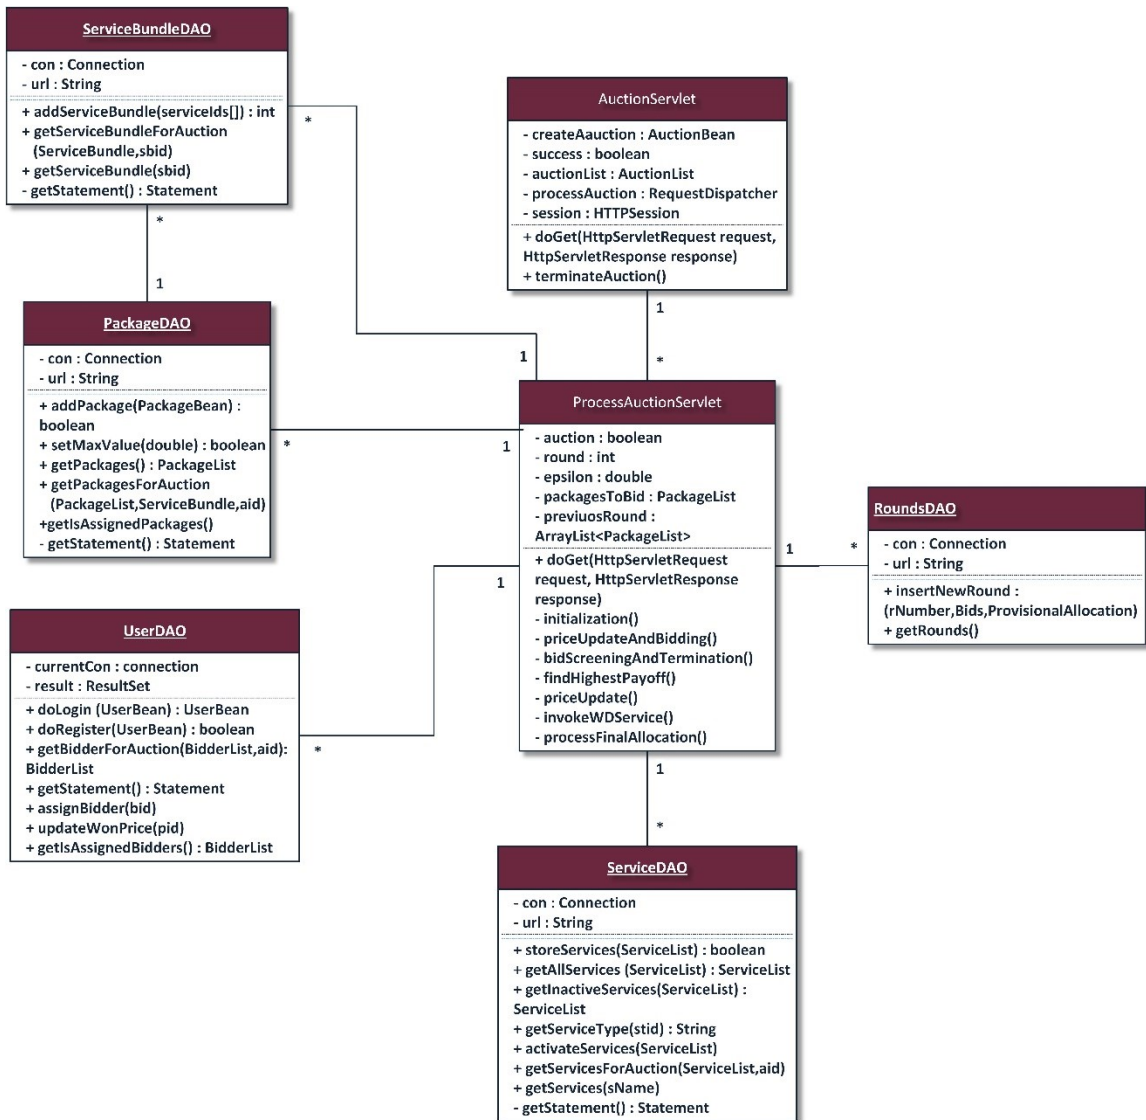 ServiceBundleDAO
- con : Connection
- url : String
+ addServiceBundle(serviceIds[]) : int
+ getServiceBundleForAuction
(ServiceBundle,sbid)
+ getServiceBundle(sbid)
- getStatement() : Statement
*
*
1
1
AuctionServlet
- createAauction : AuctionBean
- success : boolean
- auctionList : AuctionList
- processAuction : RequestDispatcher
- session : HTTPSession
+ doGet(HttpServletRequest request,
HttpServletResponse response)
+ terminateAuction()
1
*
PackageDAO
- con : Connection
- url : String
+ addPackage(PackageBean) :
boolean
+ setMaxValue(double) : boolean
+ getPackages() : PackageList
+ getPackagesForAuction
(PackageList,ServiceBundle,aid)
+getIsAssignedPackages()
- getStatement() : Statement
*
1
ProcessAuctionServlet
- auction : boolean
- round : int
- epsilon : double
- packagesToBid : PackageList
- previuosRound :
ArrayList<PackageList>
+ doGet(HttpServletRequest
request, HttpServletResponse
response)
- initialization()
- priceUpdateAndBidding()
- bidScreeningAndTermination()
- findHighestPayoff()
- priceUpdate()
- invokeWDService()
- processFinalAllocation()
1
*
RoundsDAO
- con : Connection
- url : String
+ insertNewRound :
(rNumber,Bids,ProvisionalAllocation)
+ getRounds()
UserDAO
- currentCon : connection
- result : ResultSet
+ doLogin (UserBean) : UserBean
+ doRegister(UserBean) : boolean
+ getBidderForAuction(BidderList,aid):
BidderList
+ getStatement() : Statement
+ assignBidder(bid)
+ updateWonPrice(pid)
+ getIsAssignedBidders() : BidderList
1
*
1
*
ServiceDAO
- con : Connection
- url : String
+ storeServices(ServiceList) : boolean
+ getAllServices (ServiceList) : ServiceList
+ getInactiveServices(ServiceList) :
ServiceList
+ getServiceType(stid) : String
+ activateServices(ServiceList)
+ getServicesForAuction(ServiceList,aid)
+ getServices(sName)
- getStatement() : Statement